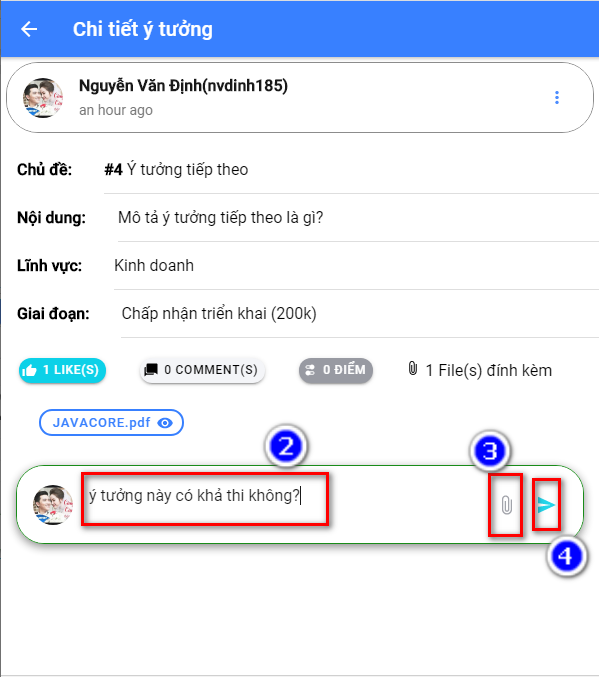 Chi tiết ý tưởng
Nguyễn Văn Định(nvdinh185)
an hour ago
Chủ đề: #4 Ý tưởng tiếp theo
Nội dung: Mô tả ý tưởng tiếp theo là gì?
Lĩnh vực: Kinh doanh
Giai đoạn: Chấp nhận triển khai (200k)
1 LIKE(S) 0 COMMENT(S) 0 ĐIỂM 1 File(s) đính kèm
JAVACORE.pdf
2 3
ý tưởng này có khả thi không?
4